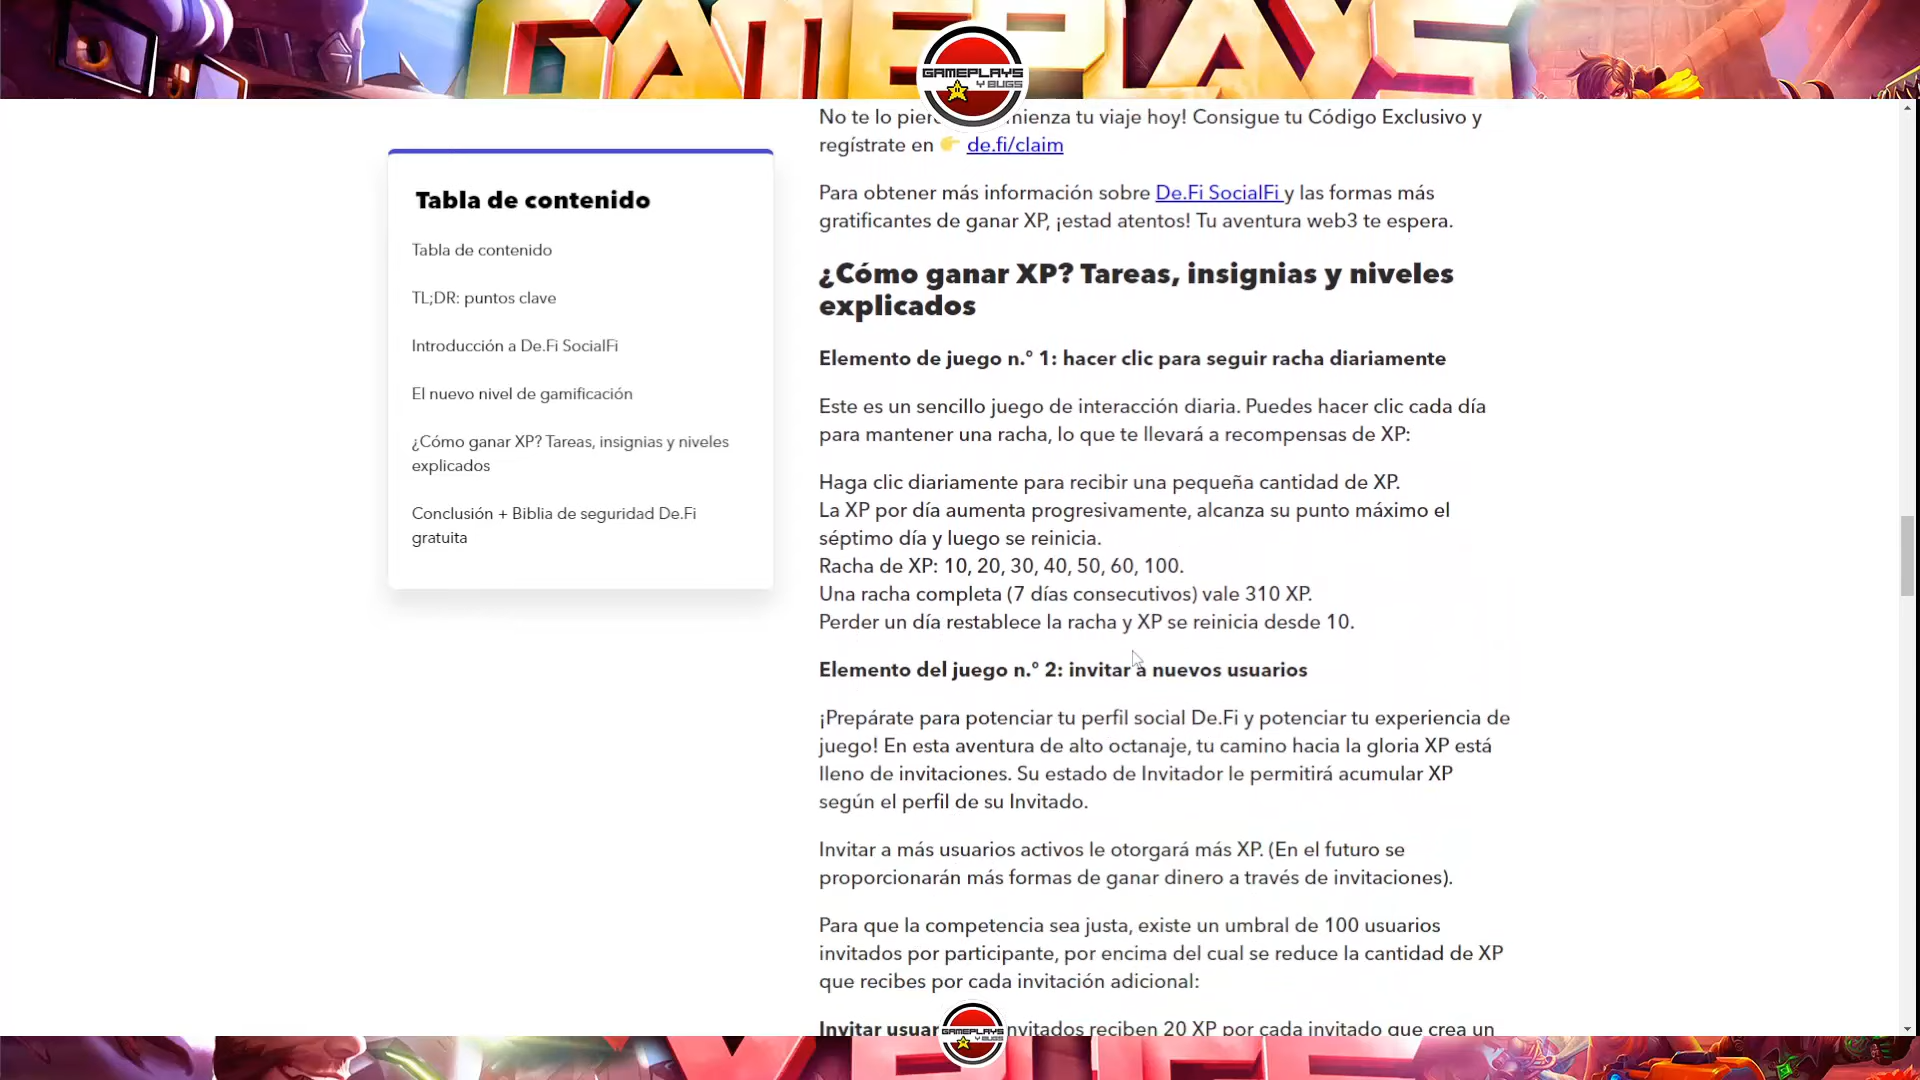 GAMEPLAYS
GAMEPLAYS
Y BUGS
No te lo mienza tu viaje hoy! Consigue tu Código Exclusivo y
regístrate en 👉 de.fi/claim
Para obtener más información sobre De.Fi SocialFi y las formas más
gratificantes de ganar XP, ¡estad atentos! Tu aventura web3 te espera.
¿Cómo ganar XP? Tareas, insignias y niveles
explicados
Elemento de juego n.° 1: hacer clic para seguir racha diariamente
Este es un sencillo juego de interacción diaria. Puedes hacer clic cada día
para mantener una racha, lo que te llevará a recompensas de XP:
Haga clic diariamente para recibir una pequeña cantidad de XP.
La XP por día aumenta progresivamente, alcanza su punto máximo el
séptimo día y luego se reinicia.
Racha de XP: 10, 20, 30, 40, 50, 60, 100.
Una racha completa (7 días consecutivos) vale 310 XP.
Perder un día restablece la racha y XP se reinicia desde 10.
Elemento del juego n.° 2: invitar a nuevos usuarios
¡Prepárate para potenciar tu perfil social De.Fi y potenciar tu experiencia de
juego! En esta aventura de alto octanaje, tu camino hacia la gloria XP está
lleno de invitaciones. Su estado de Invitador le permitirá acumular XP
según el perfil de su Invitado.
Invitar a más usuarios activos le otorgará más XP. (En el futuro se
proporcionarán más formas de ganar dinero a través de invitaciones).
Para que la competencia sea justa, existe un umbral de 100 usuarios
invitados por participante, por encima del cual se reduce la cantidad de XP
que recibes por cada invitación adicional:
Invitar usuar nvitados reciben 20 XP por cada invitado que crea un
Tabla de contenido
Tabla de contenido
TL;DR: puntos clave
Introducción a De.Fi SocialFi
El nuevo nivel de gamificación
¿Cómo ganar XP? Tareas, insignias y niveles
explicados
Conclusión + Biblia de seguridad De.Fi
gratuita
GAMEPLAYS
Y BUGS